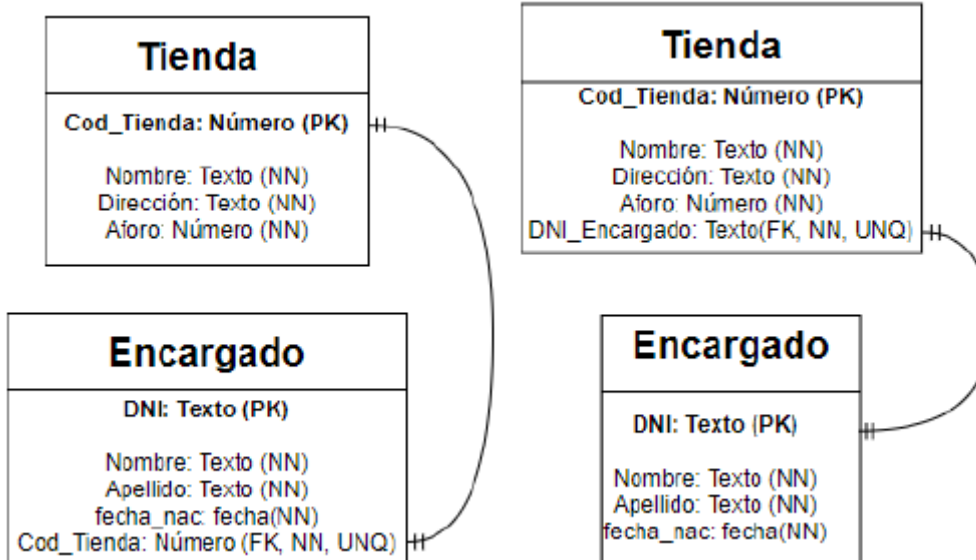 Tienda
Cod_Tienda: Número (PK)
Nombre: Texto (NN)
Dirección: Texto (NN)
Aforo: Número (NN)
Encargado
DNI: Texto (PK)
Nombre: Texto (NN)
Apellido: Texto (NN)
fecha_nac: fecha(NN)
Cod_Tienda: Número (FK, NN, UNQ)
Tienda
Cod_Tienda: Número (PK)
Nombre: Texto (NN)
Dirección: Texto (NN)
Aforo: Número (NN)
DNI_Encargado: Texto(FK, NN, UNQ)
Encargado
DNI: Texto (PK)
Nombre: Texto (NN)
Apellido: Texto (NN)
fecha_nac: fecha(NN)